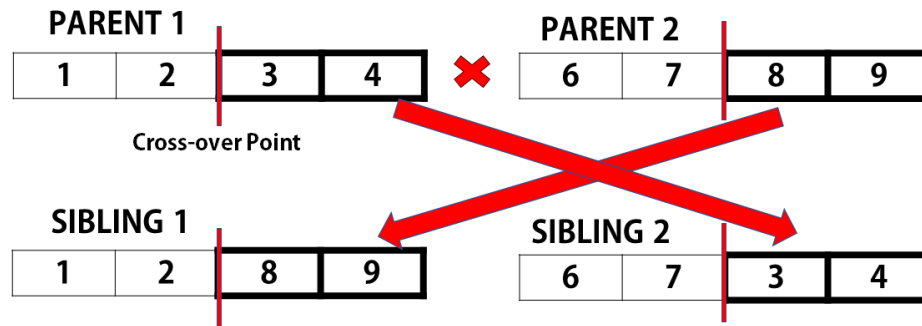 PARENT 1
PARENT 2
1 2 3 4
6 7 8 9
Cross-over Point
SIBLING 1
SIBLING 2
1 2 8 9
6 7 3 4